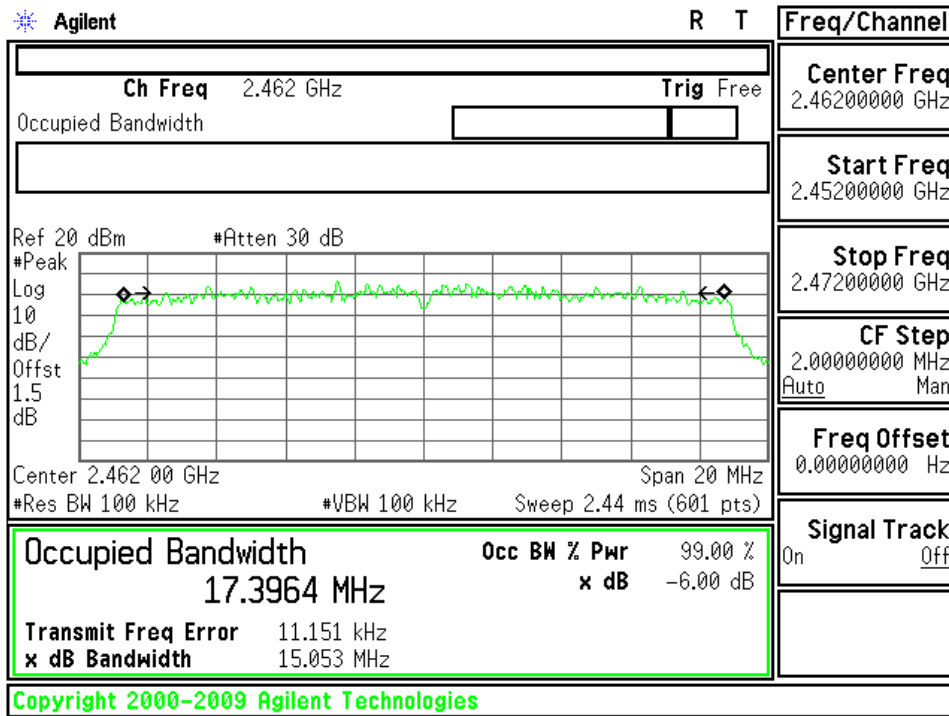 Agilent R T
Ch Freq 2.462 GHz Trig Free
Occupied Bandwidth
Ref 20 dBm #Atten 30 dB
#Peak
Log
10
dB/
Offst
1.5
dB
Center 2.462 00 GHz Span 20 MHz
#Res BW 100 kHz #VBW 100 kHz Sweep 2.44 ms (601 pts)
Occupied Bandwidth
17.3964 MHz
Occ BW % Pwr 99.00 %
x dB -6.00 dB
Transmit Freq Error 11.151 kHz
x dB Bandwidth 15.053 MHz
Copyright 2000-2009 Agilent Technologies
Freq/Channel
Center Freq
2.46200000 GHz
Start Freq
2.45200000 GHz
Stop Freq
2.47200000 GHz
CF Step
2.00000000 MHz
Auto Man
Freq Offset
0.00000000 Hz
Signal Track
On Off